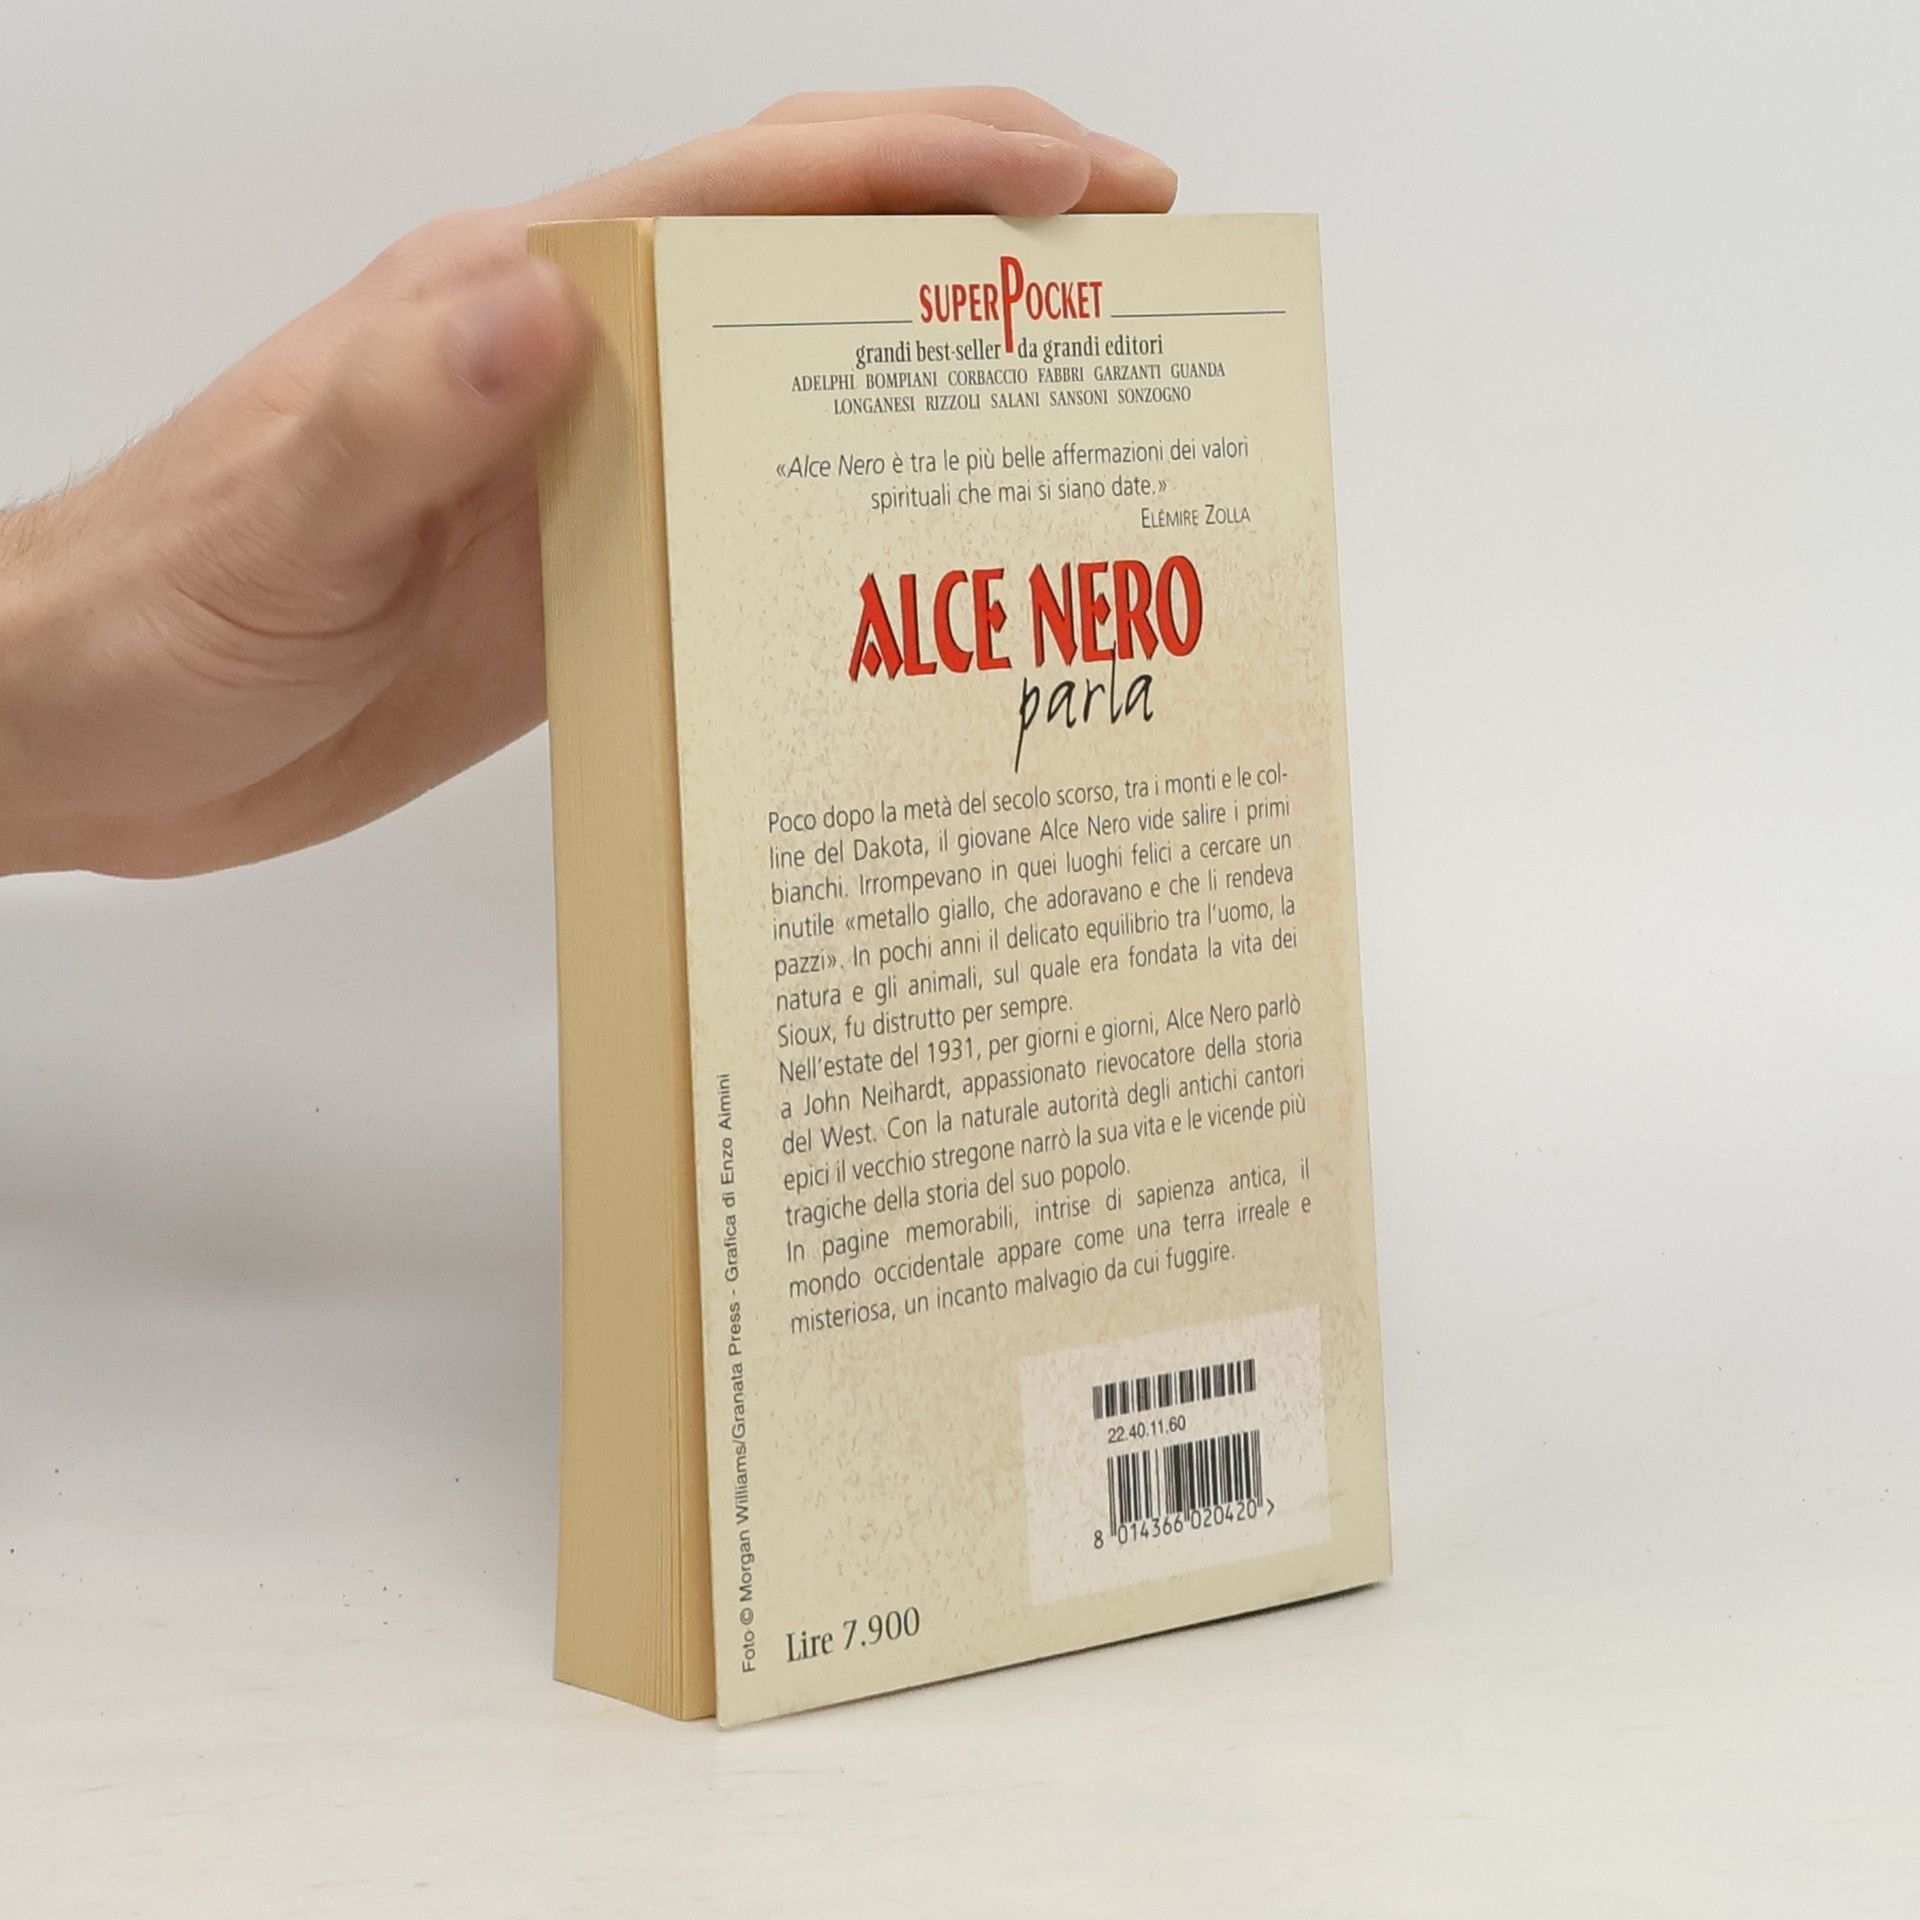 SUPERPOCKET
grandi best-seller da grandi editori
ADELPHI BOMPIANI CORBACCIO FABBRI GARZANTI GUANDA
LONGANESI RIZZOLI SALANI SANSONI SONZOGNO
«Alce Nero è tra le più belle affermazioni dei valori
spirituali che mai si siano date.»
ELÉMIRE ZOLLA
ALCE NERO
parla
Poco dopo la metà del secolo scorso, tra i monti e le col-
line del Dakota, il giovane Alce Nero vide salire i primi
bianchi. Irrompevano in quei luoghi felici a cercare un
inutile «metallo giallo, che adoravano e che li rendeva
pazzi». In pochi anni il delicato equilibrio tra l'uomo, la
natura e gli animali, sul quale era fondata la vita dei
Sioux, fu distrutto per sempre.
Nell'estate del 1931, per giorni e giorni, Alce Nero parlò
a John Neihardt, appassionato rievocatore della storia
del West. Con la naturale autorità degli antichi cantori
epici il vecchio stregone narrò la sua vita e le vicende più
tragiche della storia del suo popolo.
In pagine memorabili, intrise di sapienza antica, il
mondo occidentale appare come una terra irreale e
misteriosa, un incanto malvagio da cui fuggire.
22.40.11.60
8 014366 020420 >
Lire 7.900
Foto © Morgan Williams/Granata Press - Grafica di Enzo Aimini